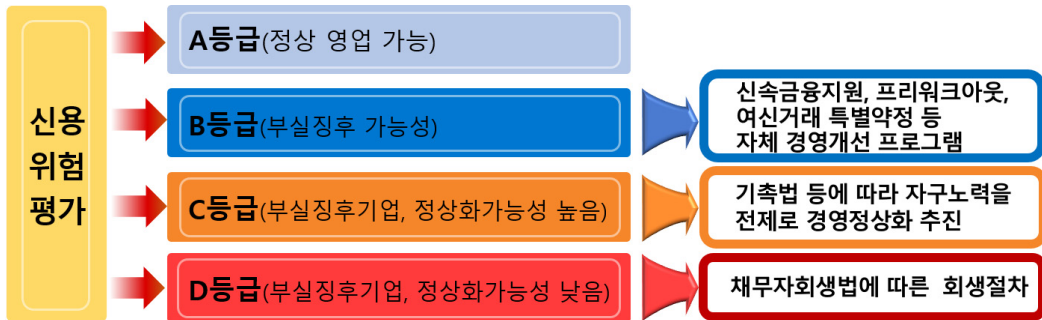 신용
위험
평가
A등급(정상 영업 가능)
B등급(부실징후 가능성)
신속금융지원, 프리워크아웃,
여신거래 특별약정 등
자체 경영개선 프로그램
C등급(부실징후기업, 정상화가능성 높음)
기촉법 등에 따라 자구노력을
전제로 경영정상화 추진
D등급(부실징후기업, 정상화가능성 낮음)
채무자회생법에 따른 회생절차